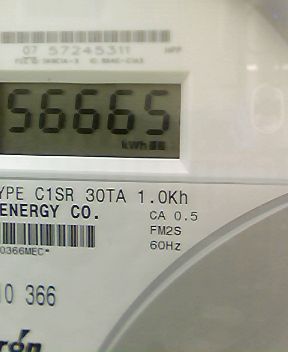 07 57245311
56665
kWh
YPE C1SR 30TA 1.0Kh
ENERGY CO.
CA 0.5
FM2S
60Hz
0366MEC*
10 366
rón